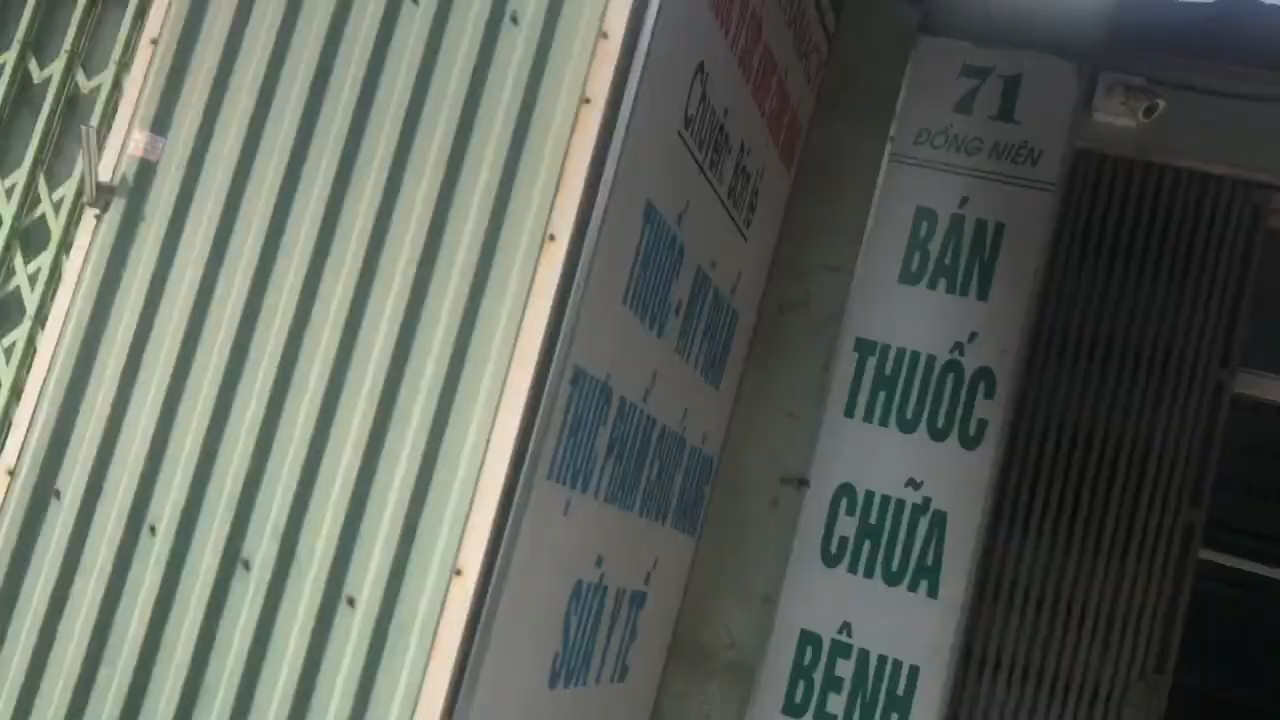 Chuyên: Bán lẻ
THUỐC - MỸ PHẨM
THỰC PHẨM CHỨC NĂNG
SỮA Y TẾ
71
ĐỒNG NIÊN
BÁN
THUỐC
CHỮA
BỆNH